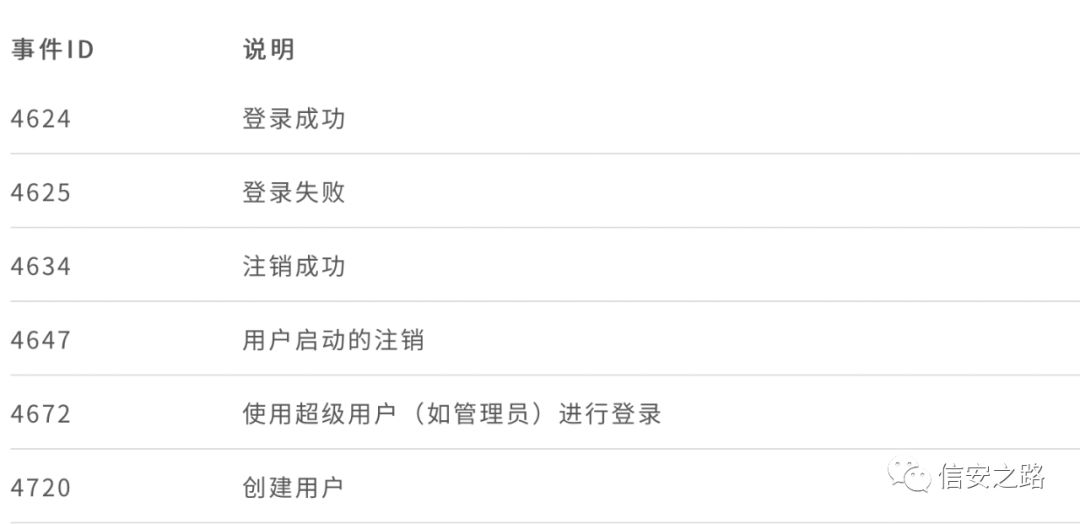 事件ID 说明
4624 登录成功
4625 登录失败
4634 注销成功
4647 用户启动的注销
4672 使用超级用户（如管理员）进行登录
4720 创建用户
信安之路